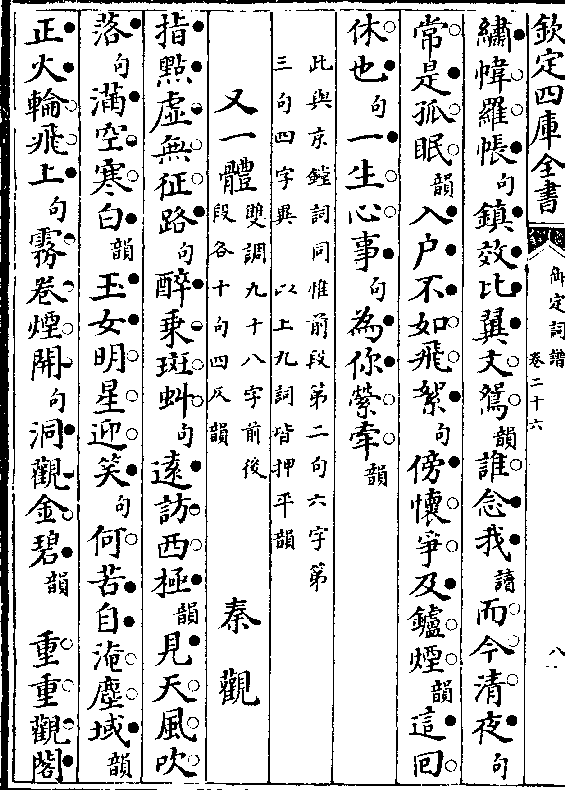 欽定四庫全書
御定詞譜
卷二十六
八
繡幃羅帳句鎮效比翼文鴛韻誰念我讀而今清夜句
常是孤眠韻入户不如飛絮句傍懷爭及鑪煙韻這囘
休也句一生心事句為你縈牽韻
此與京鏜詞同惟前段第二句六字第
三句四字異　以上九詞皆押平韻
又一體雙調九十八字前後
段各十句四仄韻　秦觀
指點虚無征路句醉乗斑虯句逺訪西極韻見天風吹
落句滿空寒白韻玉女明星迎笑句何苦自淹塵域韻
正火輪飛上句霧卷煙開句洞觀金碧韻　重重觀閣